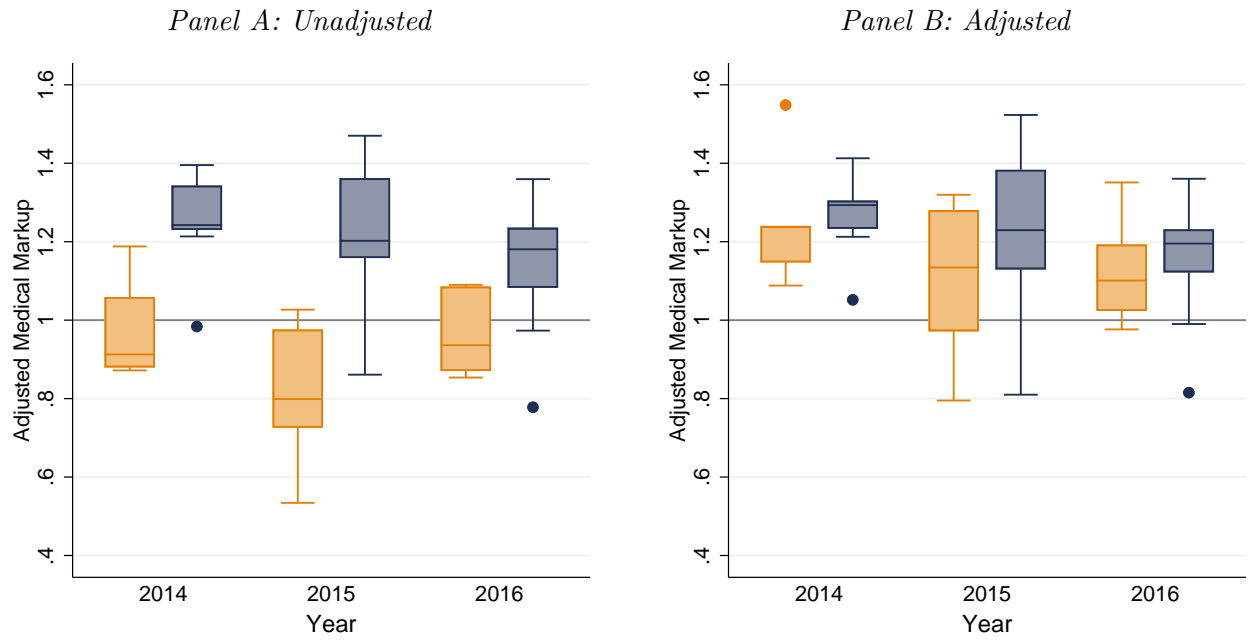 Panel A: Unadjusted
Adjusted Medical Markup
1.6
1.4
1.2
1
.8
.6
.4
2014 2015 2016
Year
Panel B: Adjusted
Adjusted Medical Markup
1.6
1.4
1.2
1
.8
.6
.4
2014 2015 2016
Year